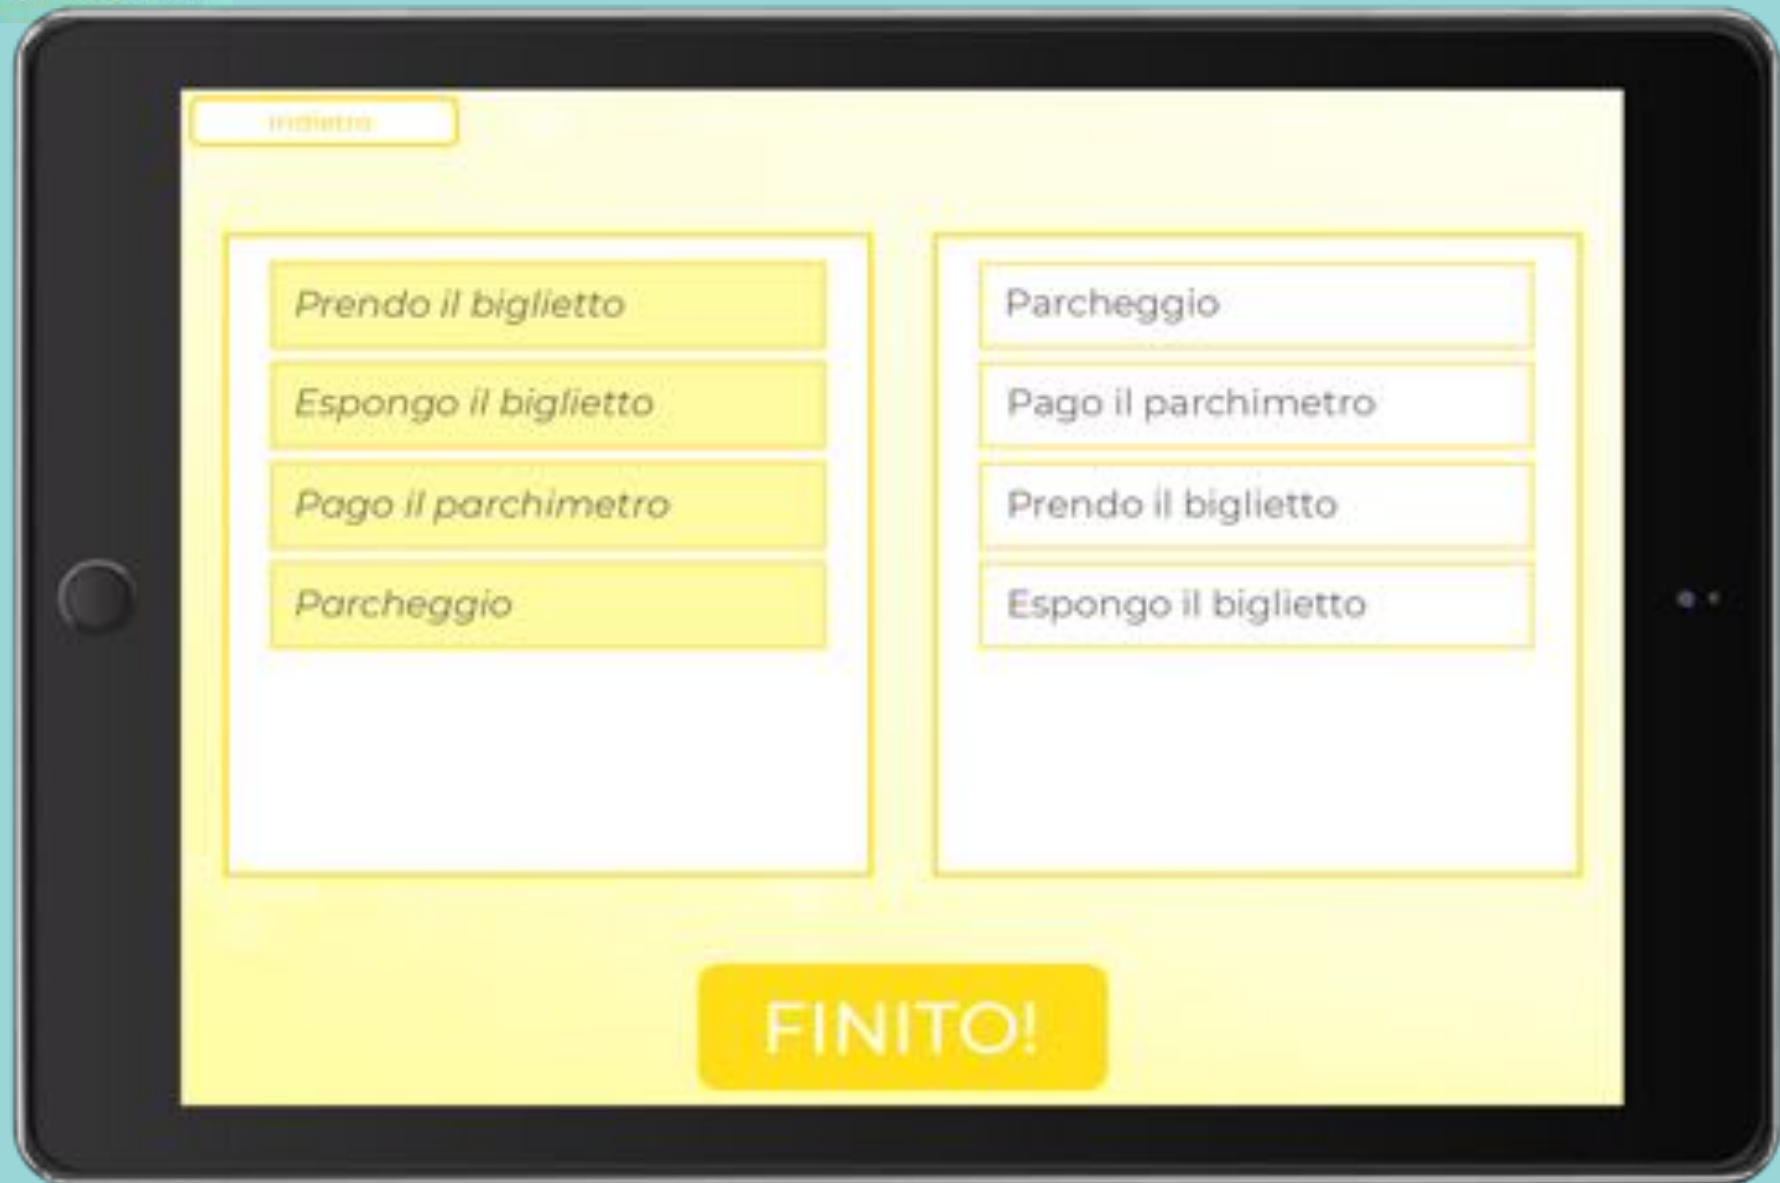 indietro
Prendo il biglietto
Espongo il biglietto
Pago il parchimetro
Parcheggio
Parcheggio
Pago il parchimetro
Prendo il biglietto
Espongo il biglietto
FINITO!